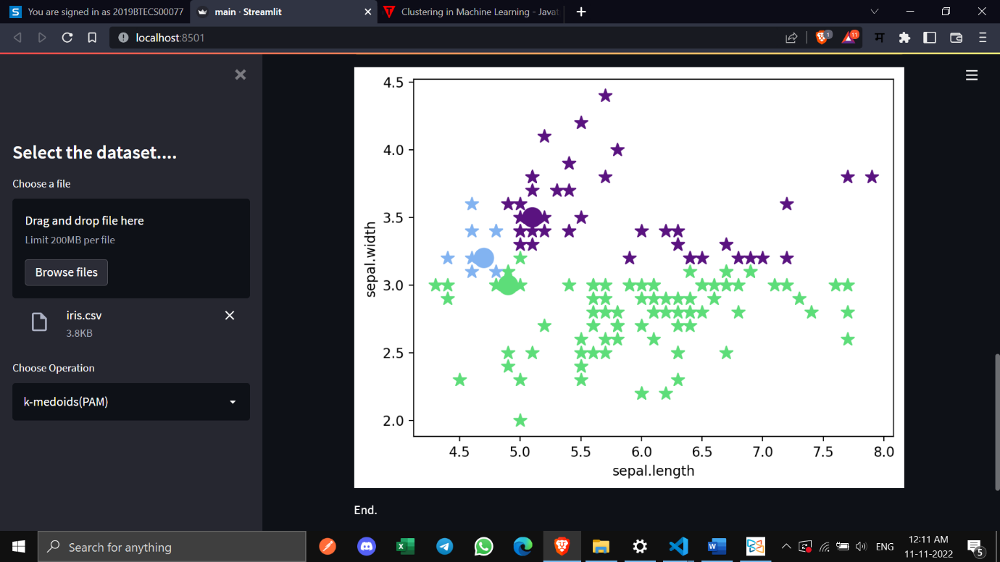 You are signed in as 2019BTECS00077
main · Streamlit
Clustering in Machine Learning - Javat
localhost:8501
1
11
म
Select the dataset....
Choose a file
Drag and drop file here
Limit 200MB per file
Browse files
iris.csv
3.8KB
Choose Operation
k-medoids(PAM)
4.5
4.0
3.5
3.0
2.5
2.0
sepal.width
4.5 5.0 5.5 6.0 6.5 7.0 7.5 8.0
sepal.length
End.
Search for anything
ENG
12:11 AM
11-11-2022
5